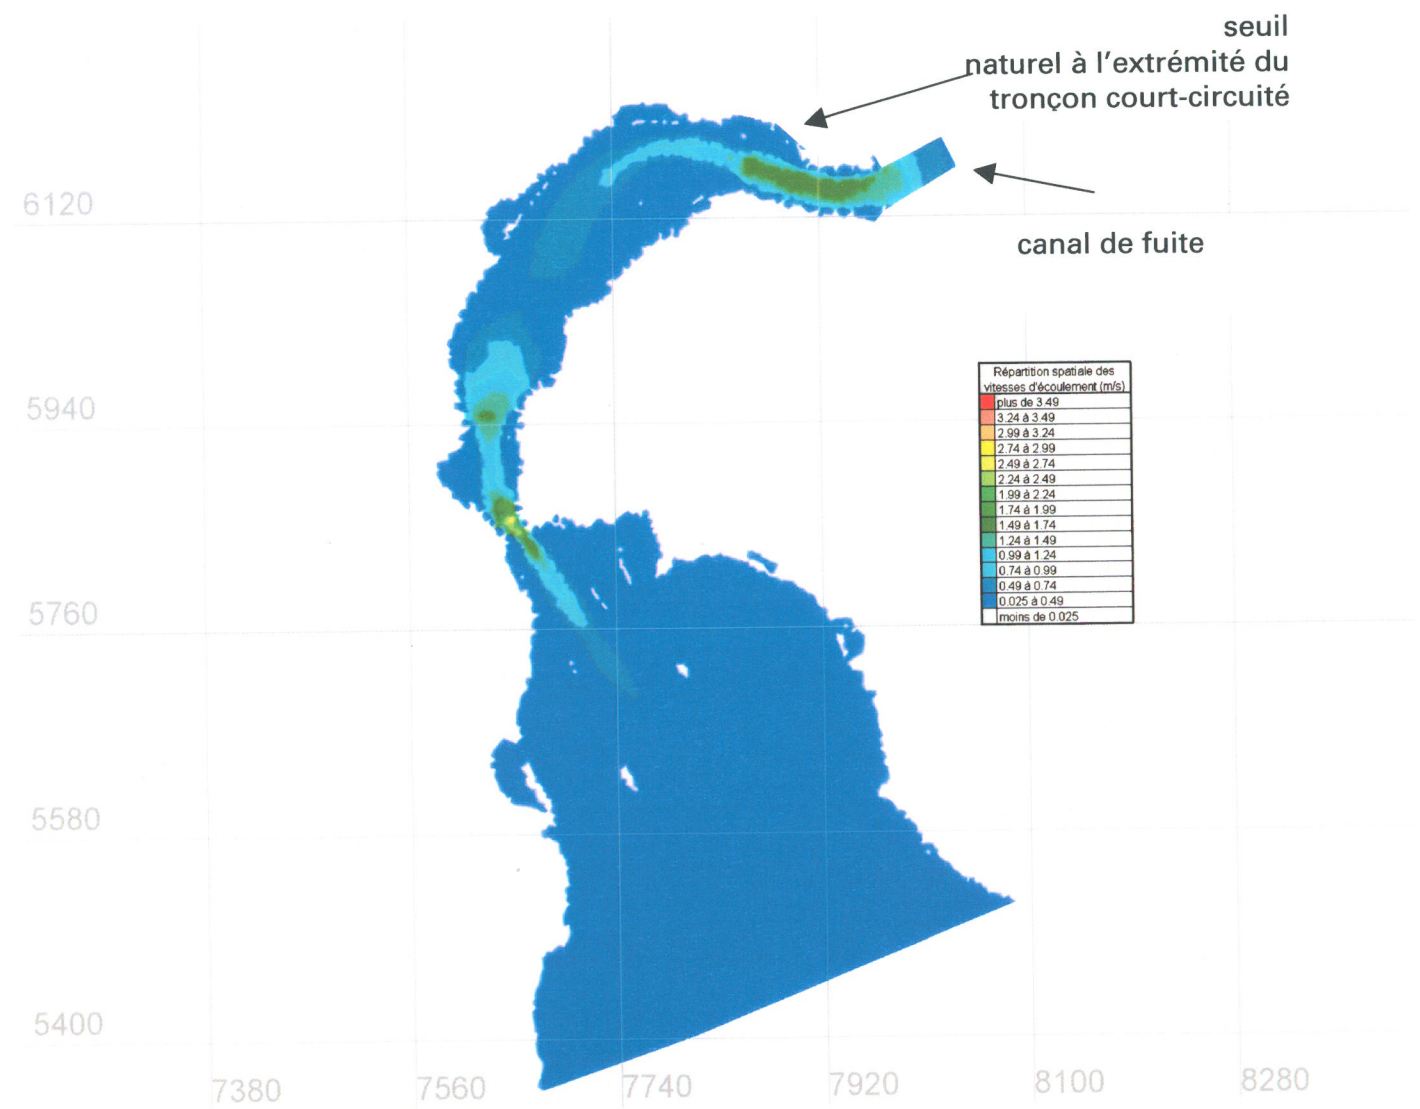 seuil
naturel à l'extrémité du
tronçon court-circuité
canal de fuite
6120
5940
5760
5580
5400
7380
7560
7740
7920
8100
8280
Répartition spatiale des
vitesses d'écoulement (m/s)
plus de 3.49
3.24 à 3.49
2.99 à 3.24
2.74 à 2.99
2.49 à 2.74
2.24 à 2.49
1.99 à 2.24
1.74 à 1.99
1.49 à 1.74
1.24 à 1.49
0.99 à 1.24
0.74 à 0.99
0.49 à 0.74
0.025 à 0.49
moins de 0.025